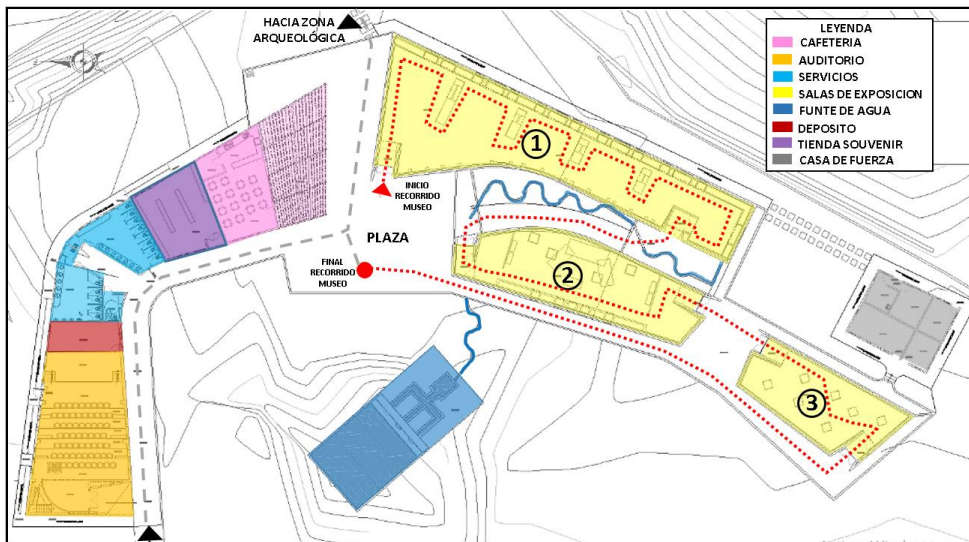 HACIA ZONA
ARQUEOLÓGICA
LEYENDA
CAFETERIA
AUDITORIO
SERVICIOS
SALAS DE EXPOSICION
FUNTE DE AGUA
DEPOSITO
TIENDA SOUVENIR
CASA DE FUERZA
1
INICIO
RECORRIDO
MUSEO
PLAZA
FINAL
RECORRIDO
MUSEO
2
3